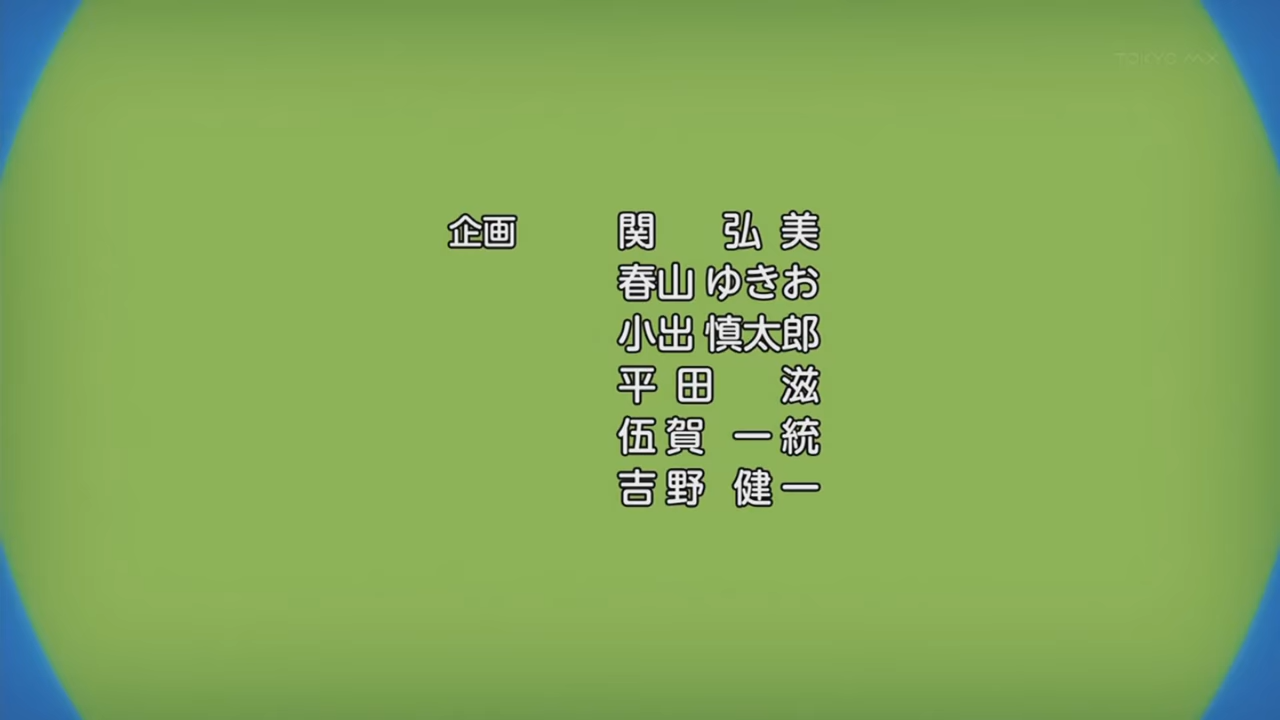 TOKYO MX
企画 関 弘美
春山 ゆきお
小出 慎太郎
平田 滋
伍賀 一統
吉野 健一